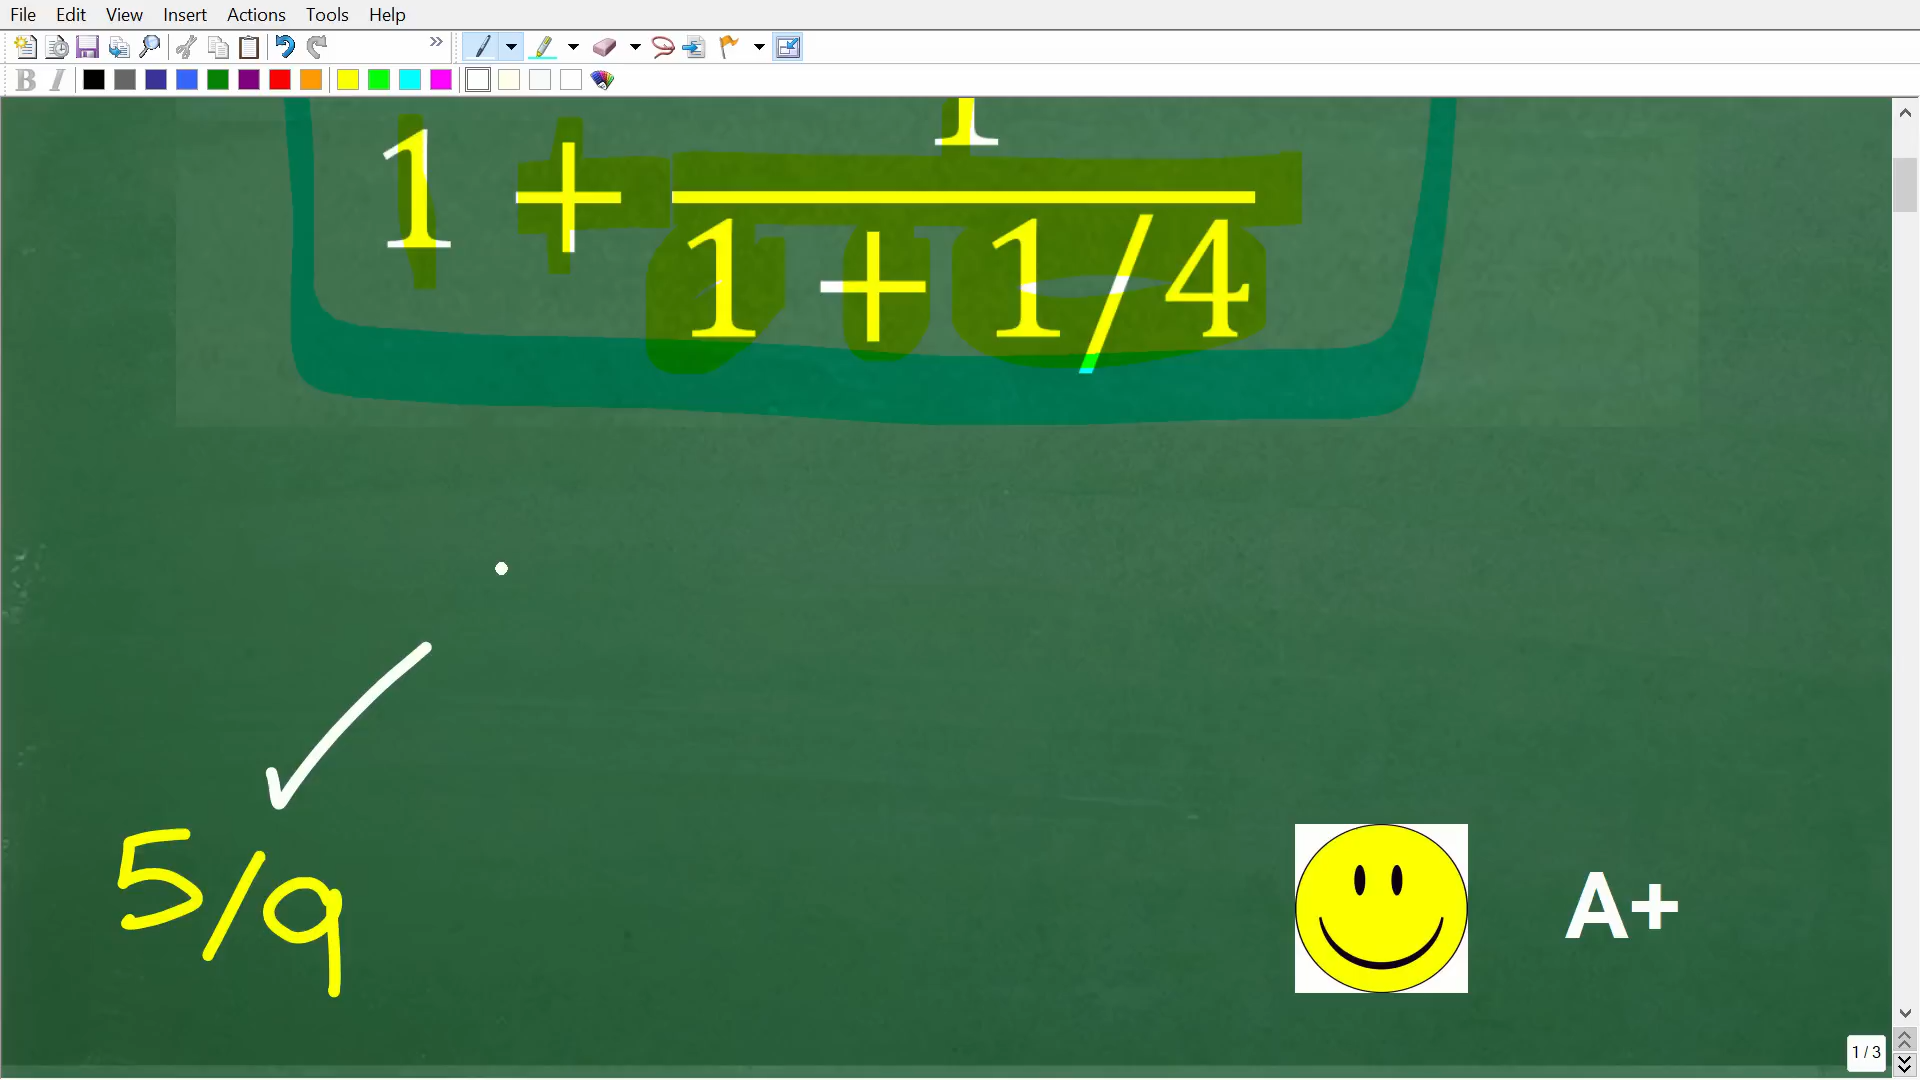 File Edit View Insert Actions Tools Help
B I
1
1 +
1 + 1/4
5/9
A+
1 / 3